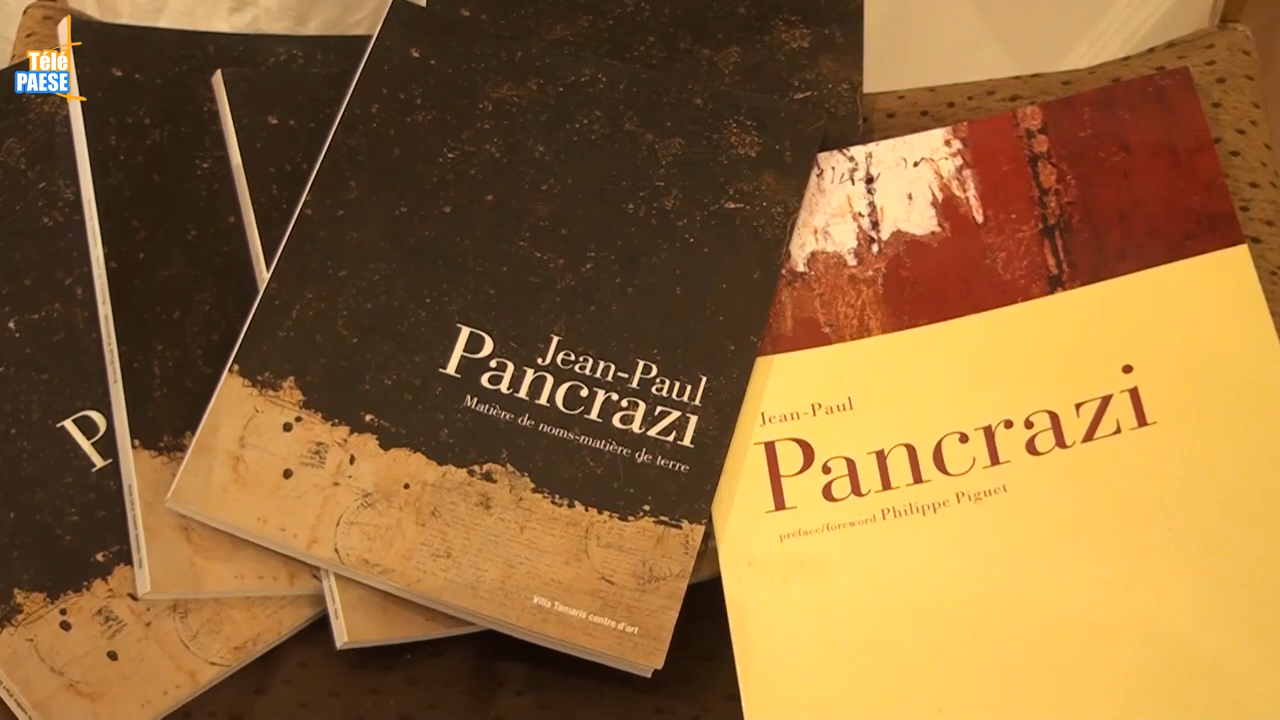 Télé
PAESE
P
Jean-Paul
Pancrazi
Matière de noms-matière de terre
Villa Tamaris centre d'art
Jean-Paul
Pancrazi
préface/foreword Philippe Piguet